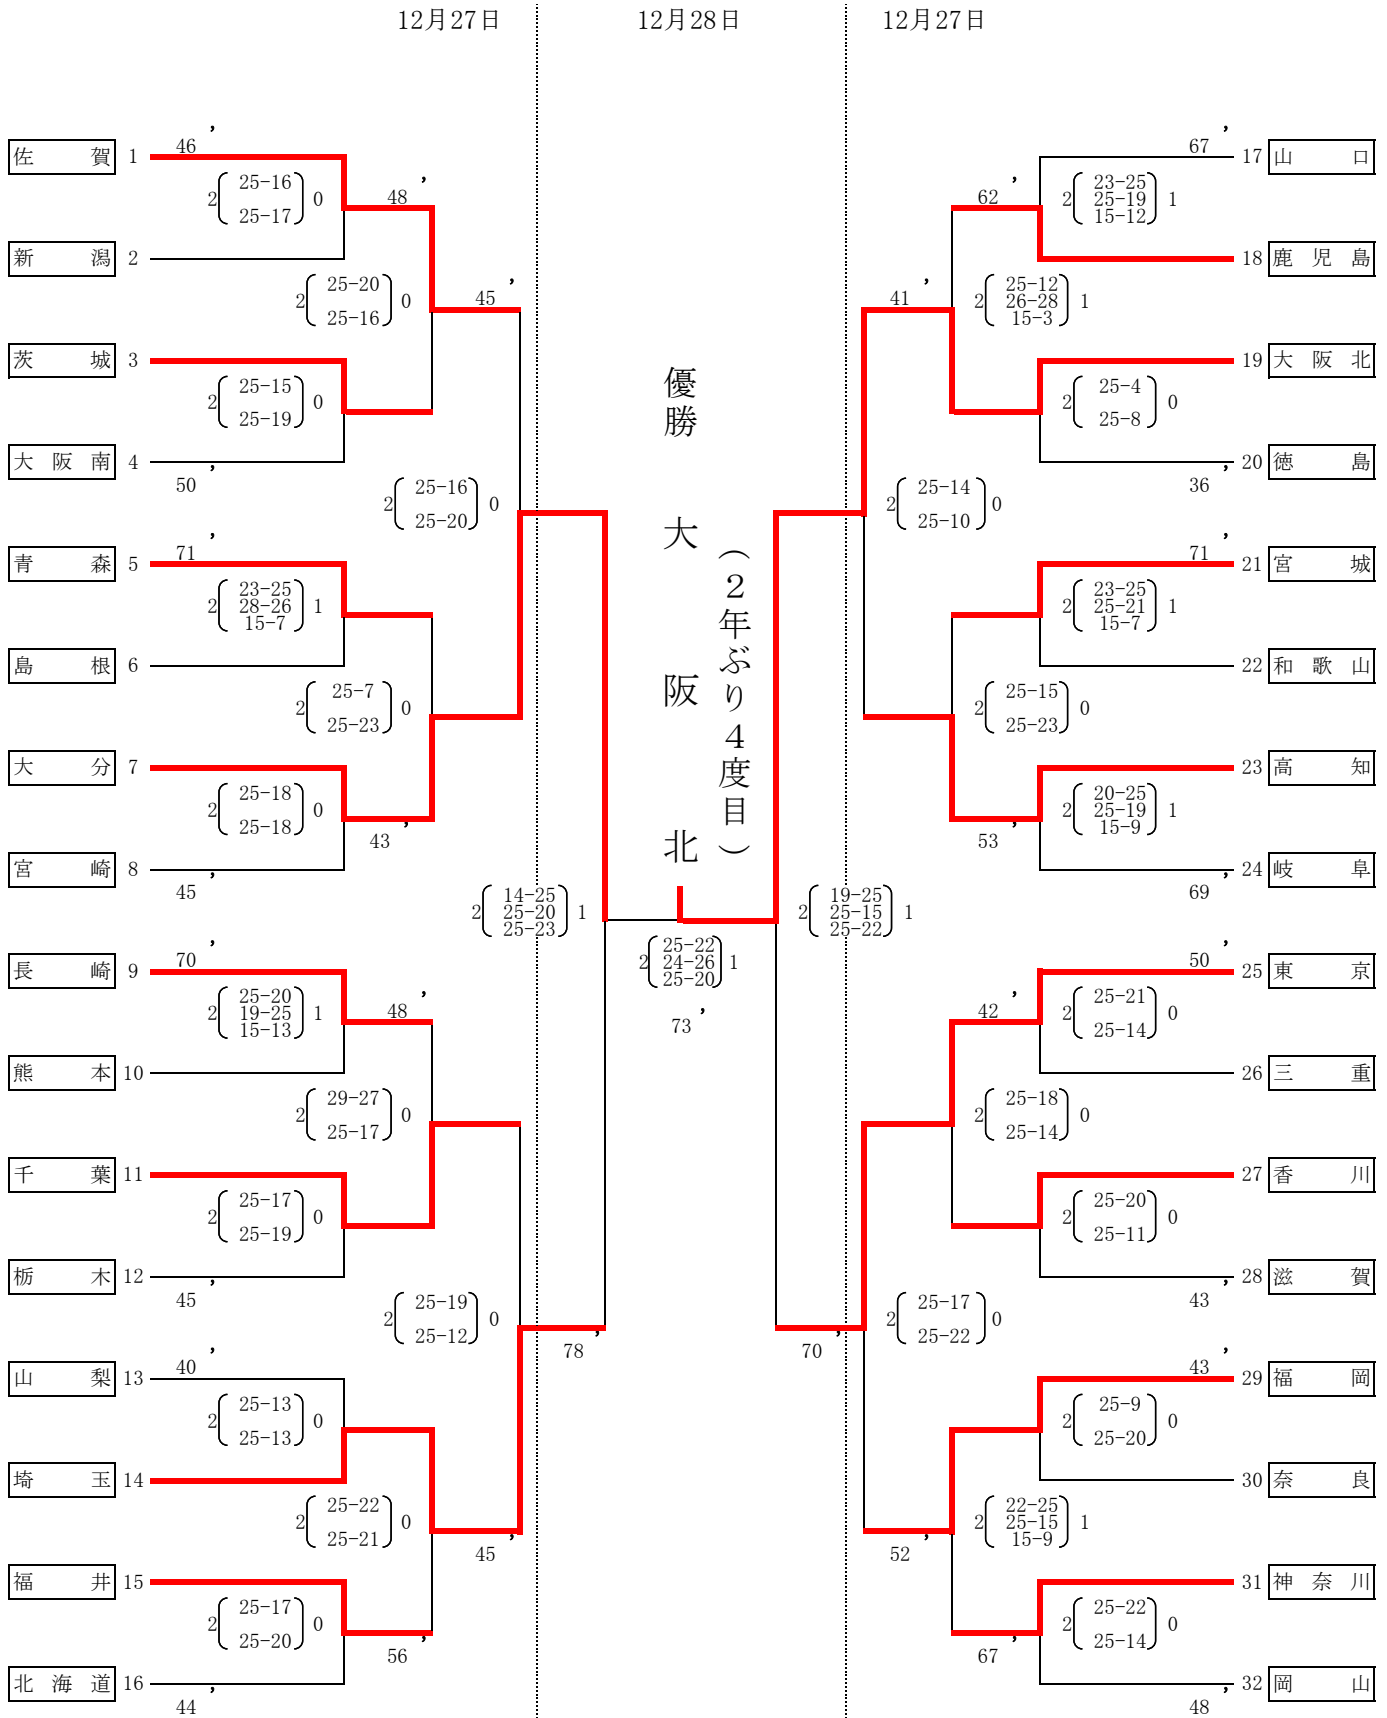 12月27日
12月28日
12月27日
佐賀 1
46’
25-16
2 0
25-17
48’
新潟 2
25-20
2 0
25-16
45’
茨城 3
25-15
2 0
25-19
大阪南 4
50’
25-16
2 0
25-20
青森 5
71’
23-25
2 28-26 1
15-7
島根 6
25-7
2 0
25-23
大分 7
25-18
2 0
25-18
43’
宮崎 8
45’
14-25
2 25-20 1
25-23
長崎 9
70’
25-20
2 19-25 1
15-13
48’
熊本 10
29-27
2 0
25-17
千葉 11
25-17
2 0
25-19
栃木 12
45’
25-19
2 0
25-12
78’
山梨 13
40’
25-13
2 0
25-13
埼玉 14
25-22
2 0
25-21
45’
福井 15
25-17
2 0
25-20
56’
北海道 16
44’
優勝 大阪北
(2年ぶり4度目)
25-22
2 24-26 1
25-20
73’
67’
17 山口
23-25
2 25-19 1
15-12
62’
18 鹿児島
25-12
2 26-28 1
15-3
41’
19 大阪北
25-4
2 0
25-8
20 徳島
36’
25-14
2 0
25-10
71’
21 宮城
23-25
2 25-21 1
15-7
22 和歌山
25-15
2 0
25-23
23 高知
20-25
2 25-19 1
15-9
53’
24 岐阜
69’
19-25
2 25-15 1
25-22
50’
25 東京
25-21
2 0
25-14
42’
26 三重
25-18
2 0
25-14
27 香川
25-20
2 0
25-11
28 滋賀
43’
25-17
2 0
25-22
70’
43’
29 福岡
25-9
2 0
25-20
30 奈良
22-25
2 25-15 1
15-9
52’
31 神奈川
25-22
2 0
25-14
67’
32 岡山
48’